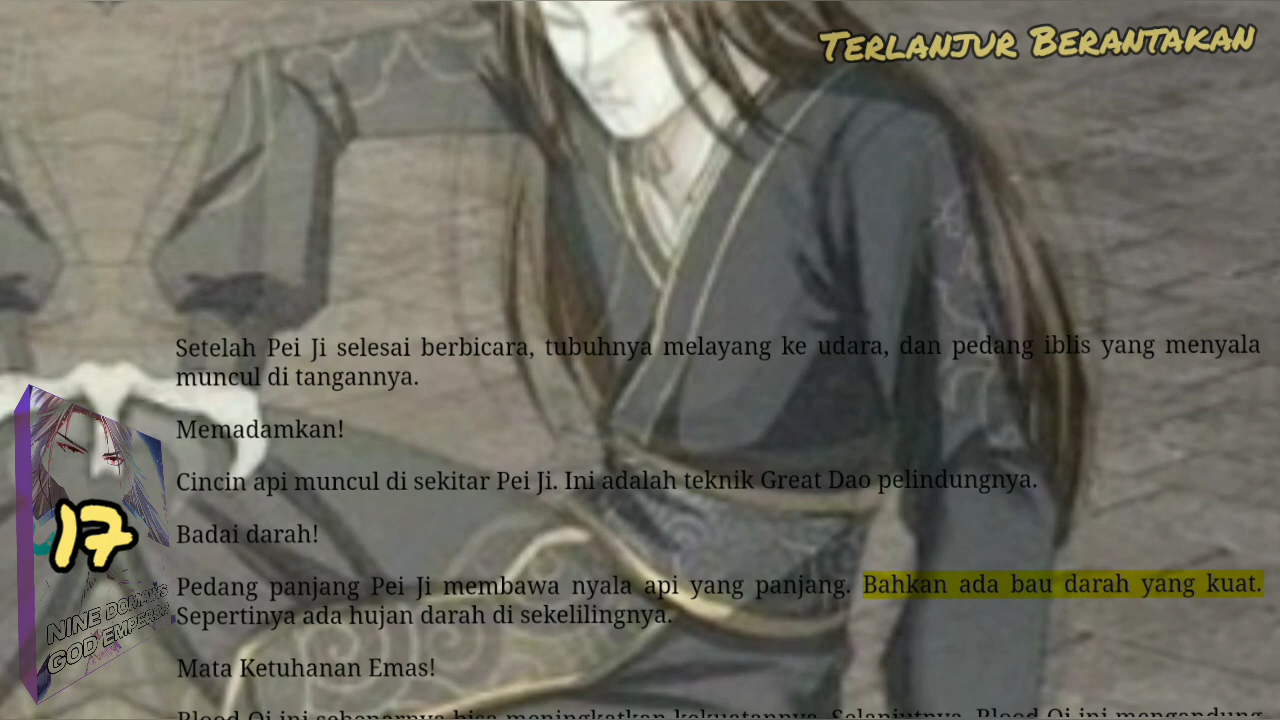 Terlanjur Berantakan
Setelah Pei Ji selesai berbicara, tubuhnya melayang ke udara, dan pedang iblis yang menyala
muncul di tangannya.
Memadamkan!
Cincin api muncul di sekitar Pei Ji. Ini adalah teknik Great Dao pelindungnya.
Badai darah!
Pedang panjang Pei Ji membawa nyala api yang panjang. Bahkan ada bau darah yang kuat.
Sepertinya ada hujan darah di sekelilingnya.
Mata Ketuhanan Emas!
17
NINE DOMAINS
GOD EMPEROR